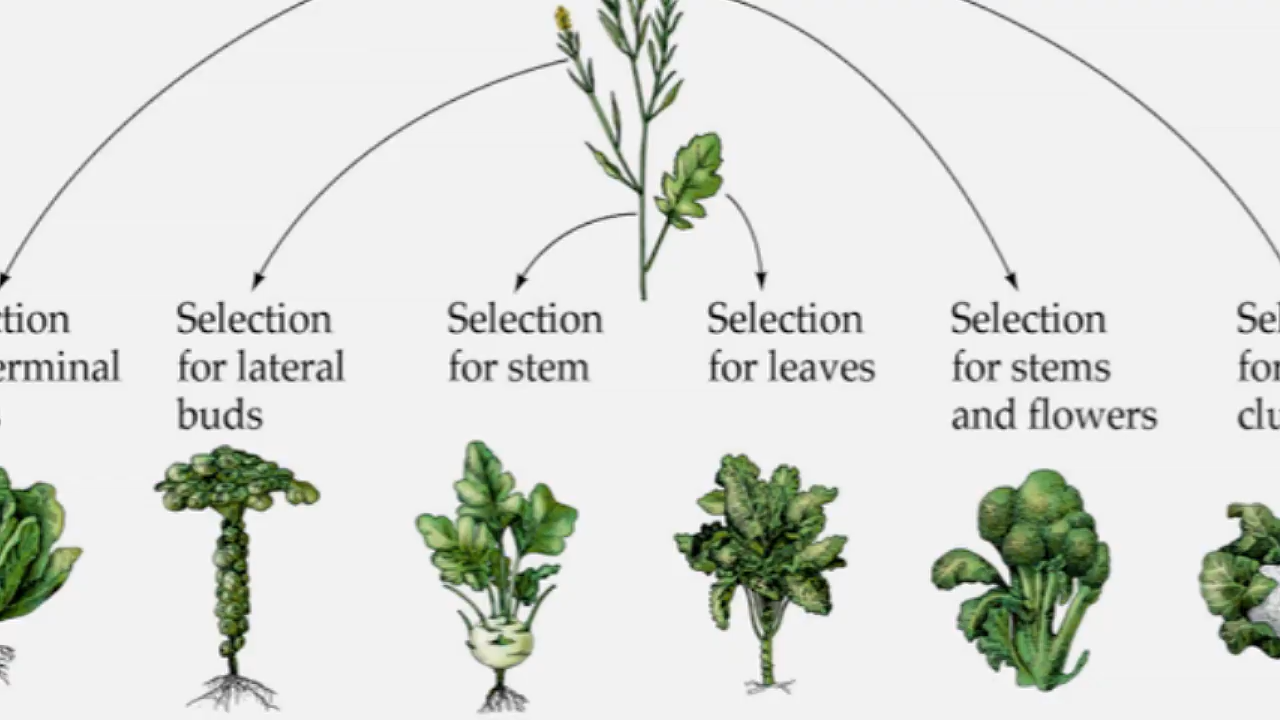 Selection
for lateral
buds
Selection
for stem
Selection
for leaves
Selection
for stems
and flowers